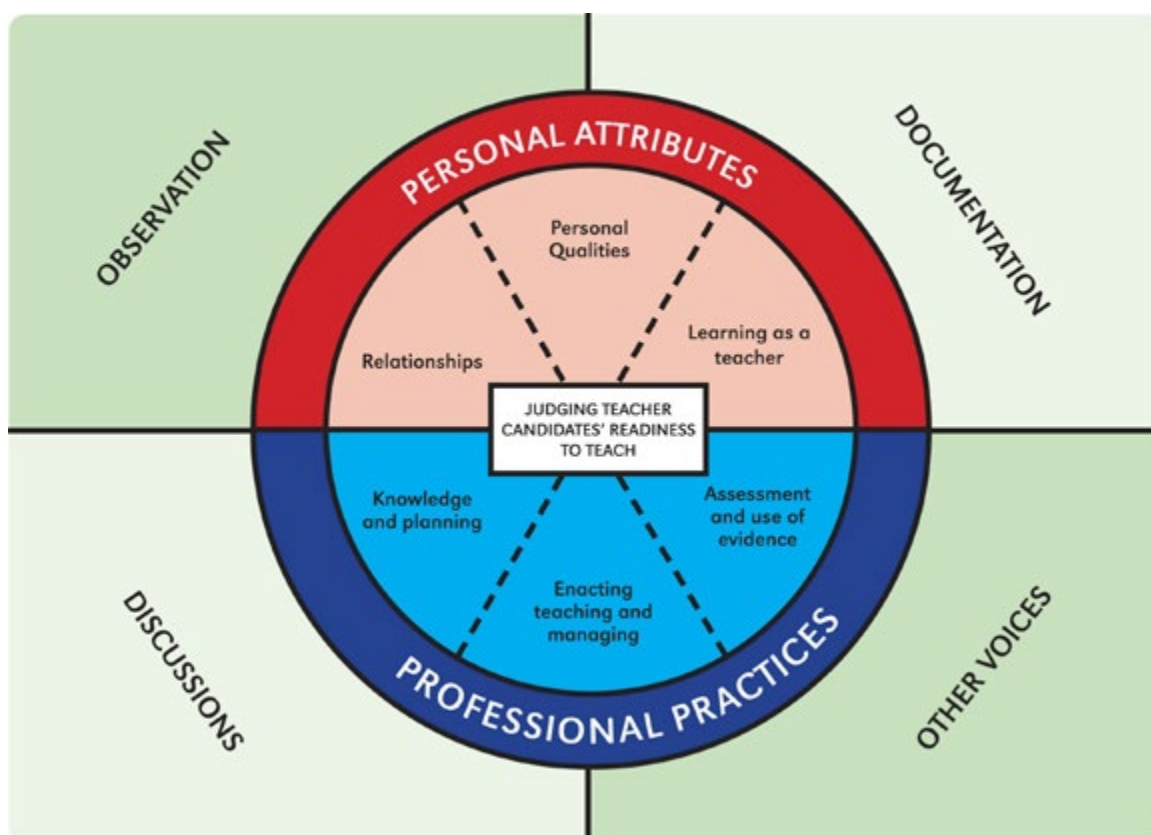 OBSERVATION
DOCUMENTATION
PERSONAL ATTRIBUTES
Personal
Qualities
Relationships
Learning as a
teacher
JUDGING TEACHER
CANDIDATES' READINESS
TO TEACH
Knowledge
and planning
Assessment
and use of
evidence
Enacting
teaching and
managing
PROFESSIONAL PRACTICES
DISCUSSIONS
OTHER VOICES